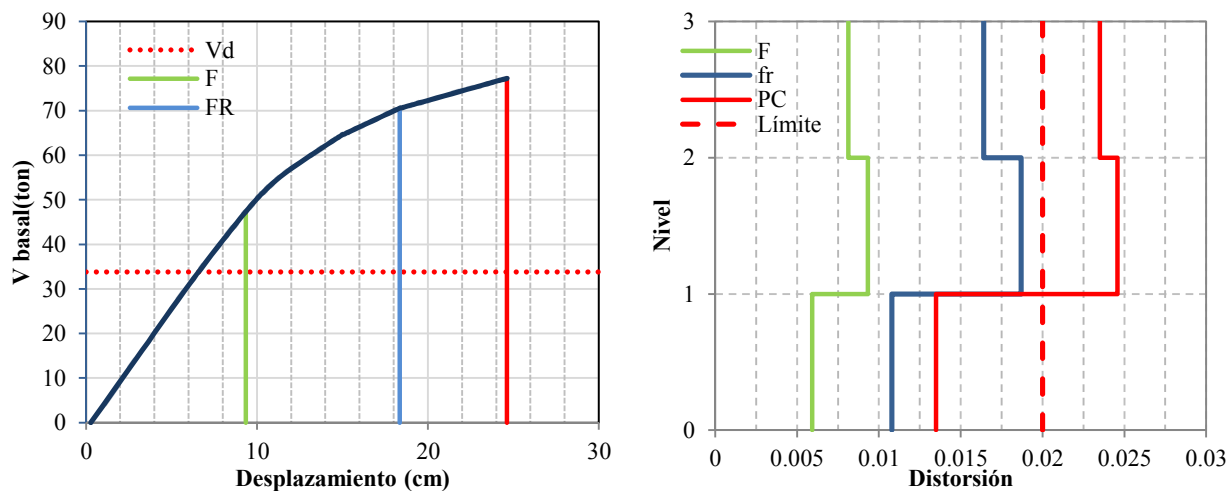 90
80
70
60
50
40
30
20
10
0
V basal(ton)
Vd
F
FR
0
10
20
30
Desplazamiento (cm)
3
2
1
0
Nivel
F
fr
PC
Límite
0
0.005
0.01
0.015
0.02
0.025
0.03
Distorsión